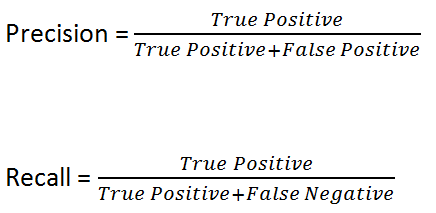 Precision = True Positive / True Positive+False Positive
Recall = True Positive / True Positive+False Negative